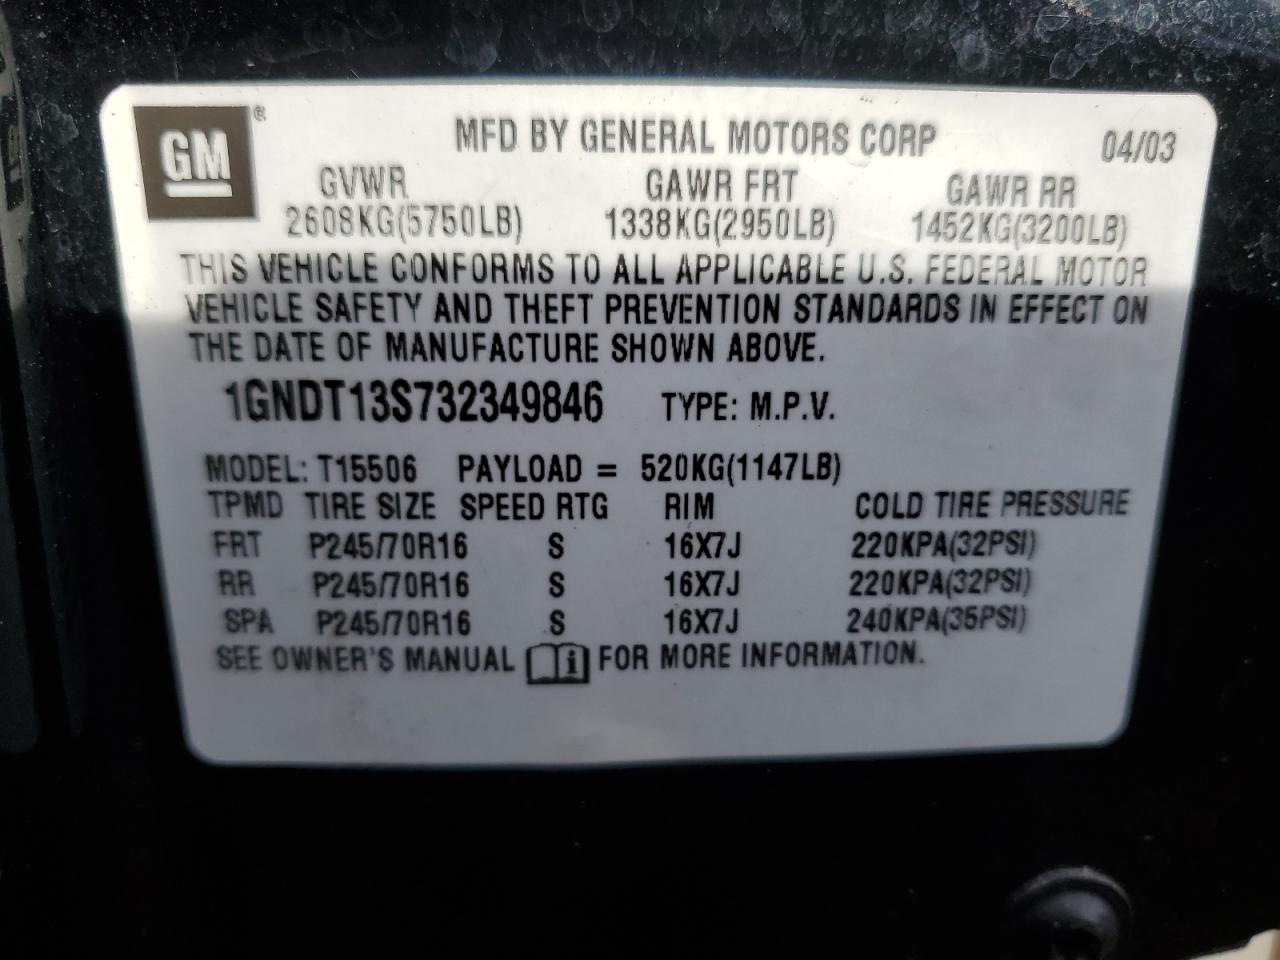 GM®
MFD BY GENERAL MOTORS CORP 04/03
GVWR GAWR FRT GAWR RR
2608KG(5750LB) 1338KG(2950LB) 1452KG(3200LB)
THIS VEHICLE CONFORMS TO ALL APPLICABLE U.S. FEDERAL MOTOR
VEHICLE SAFETY AND THEFT PREVENTION STANDARDS IN EFFECT ON
THE DATE OF MANUFACTURE SHOWN ABOVE.
1GNDT13S732349846 TYPE: M.P.V.
MODEL: T15506 PAYLOAD = 520KG(1147LB)
TPMD TIRE SIZE SPEED RTG RIM COLD TIRE PRESSURE
FRT P245/70R16 S 16X7J 220KPA(32PSI)
RR P245/70R16 S 16X7J 220KPA(32PSI)
SPA P245/70R16 S 16X7J 240KPA(35PSI)
SEE OWNER'S MANUAL i FOR MORE INFORMATION.